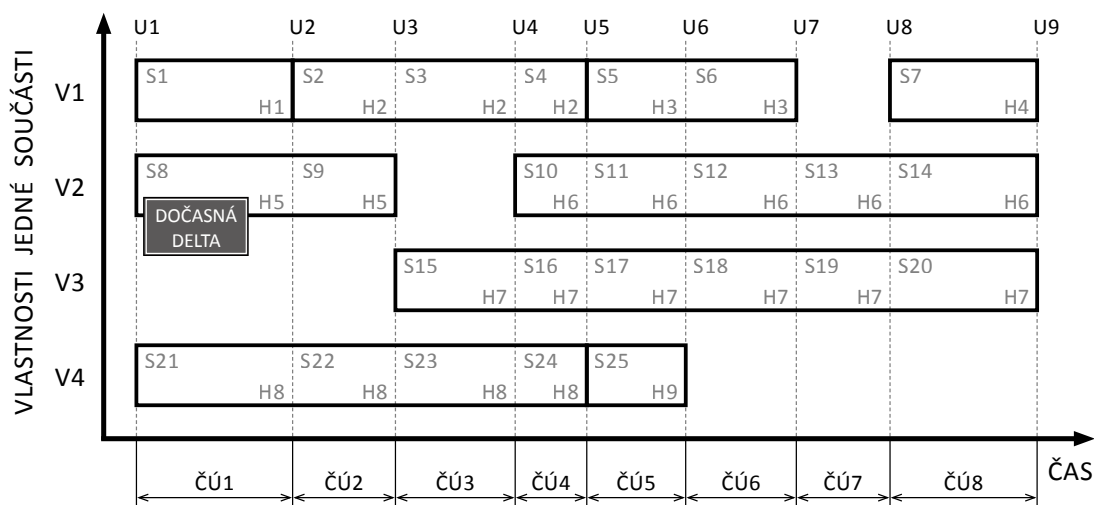 U1 U2 U3 U4 U5 U6 U7 U8 U9
VLASTNOSTI JEDNÉ SOUČÁSTI
V1
S1 S2 S3 S4 S5 S6 S7
H1 H2 H2 H2 H3 H3 H4
V2
S8 S9 S10 S11 S12 S13 S14
H5 H5 H6 H6 H6 H6 H6
DOČASNÁ
DELTA
V3
S15 S16 S17 S18 S19 S20
H7 H7 H7 H7 H7 H7
V4
S21 S22 S23 S24 S25
H8 H8 H8 H8 H9
ČAS
ČÚ1 ČÚ2 ČÚ3 ČÚ4 ČÚ5 ČÚ6 ČÚ7 ČÚ8